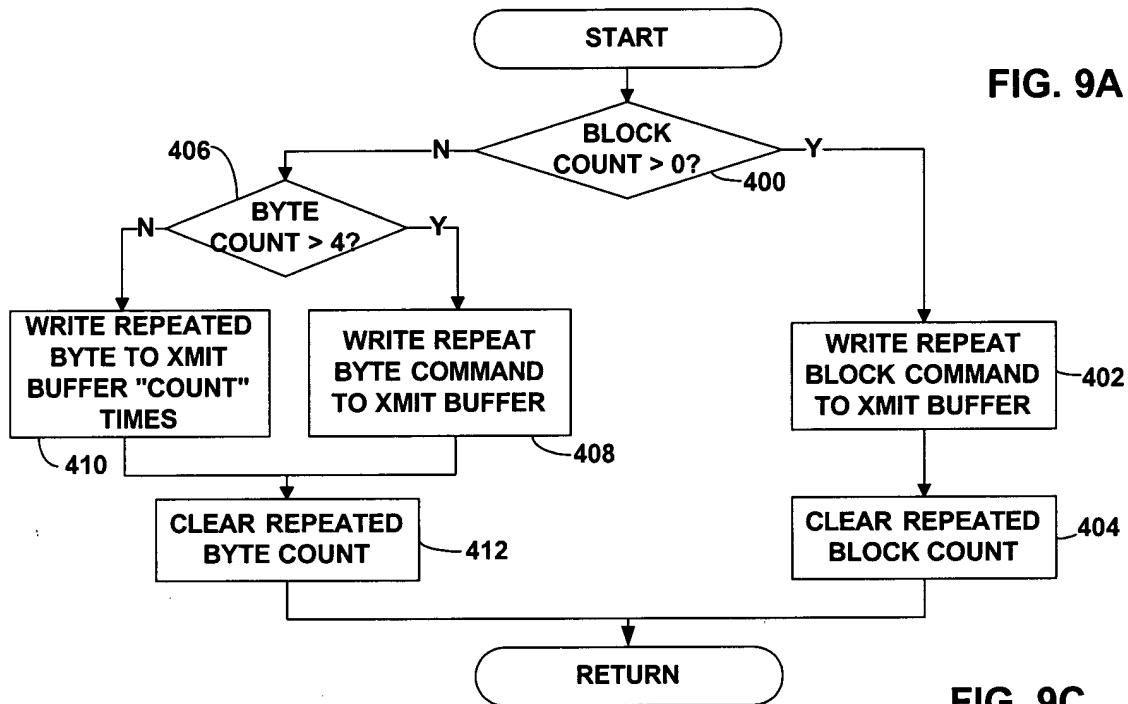 START
FIG. 9A
BLOCK
COUNT > 0?
N
Y
400
406
BYTE
COUNT > 4?
N
Y
WRITE REPEATED
BYTE TO XMIT
BUFFER "COUNT"
TIMES
410
WRITE REPEAT
BYTE COMMAND
TO XMIT BUFFER
408
WRITE REPEAT
BLOCK COMMAND
TO XMIT BUFFER
402
CLEAR REPEATED
BYTE COUNT
412
CLEAR REPEATED
BLOCK COUNT
404
RETURN
FIG. 9C